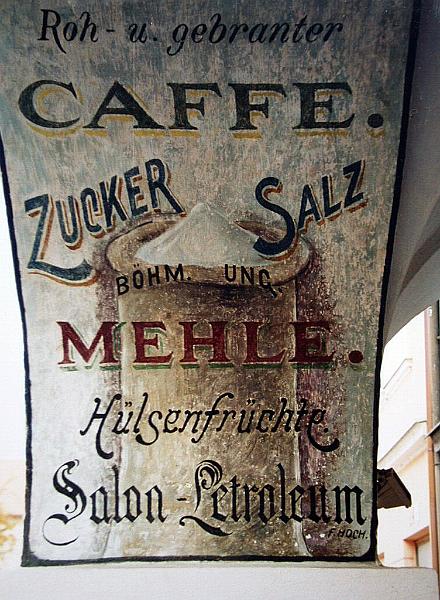 Roh- u. gebranter
CAFFE.
ZUCKER SALZ
BÖHM. UNG.
MEHLE.
Hülsenfrüchte.
Salon-Petroleum
F. HOCH.